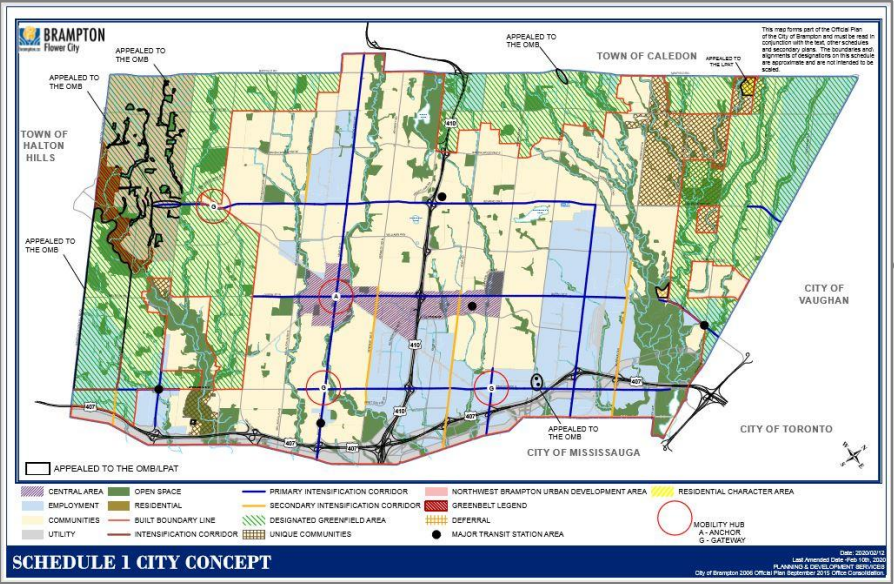 BRAMPTON
Flower City
APPEALED TO
THE OMB
APPEALED TO
THE OMB
APPEALED TO
THE OMB
TOWN OF CALEDON
APPEALED TO
THE LPAT
This map forms part of the Official Plan
of the City of Brampton and must be read in
conjunction with the text, other schedules
and secondary plans. The boundaries and
alignments of designations on this schedule
are approximate and are not intended to be
scaled.
TOWN OF
HALTON
HILLS
410
G
APPEALED TO
THE OMB
A
CITY OF
VAUGHAN
410
G
G
407
407
410
407
407
407
APPEALED TO
THE OMB
CITY OF MISSISSAUGA
CITY OF TORONTO
W
N
S
E
APPEALED TO THE OMB/LPAT
CENTRAL AREA
OPEN SPACE
PRIMARY INTENSIFICATION CORRIDOR
NORTHWEST BRAMPTON URBAN DEVELOPMENT AREA
RESIDENTIAL CHARACTER AREA
EMPLOYMENT
RESIDENTIAL
SECONDARY INTENSIFICATION CORRIDOR
GREENBELT LEGEND
COMMUNITIES
BUILT BOUNDARY LINE
DESIGNATED GREENFIELD AREA
DEFERRAL
UTILITY
INTENSIFICATION CORRIDOR
UNIQUE COMMUNITIES
MAJOR TRANSIT STATION AREA
MOBILITY HUB
A - ANCHOR
G - GATEWAY
SCHEDULE 1 CITY CONCEPT
Date: 2020/02/12
Last Amended Date -Feb 10th, 2020
PLANNING & DEVELOPMENT SERVICES
City of Brampton 2006 Official Plan September 2015 Office Consolidation